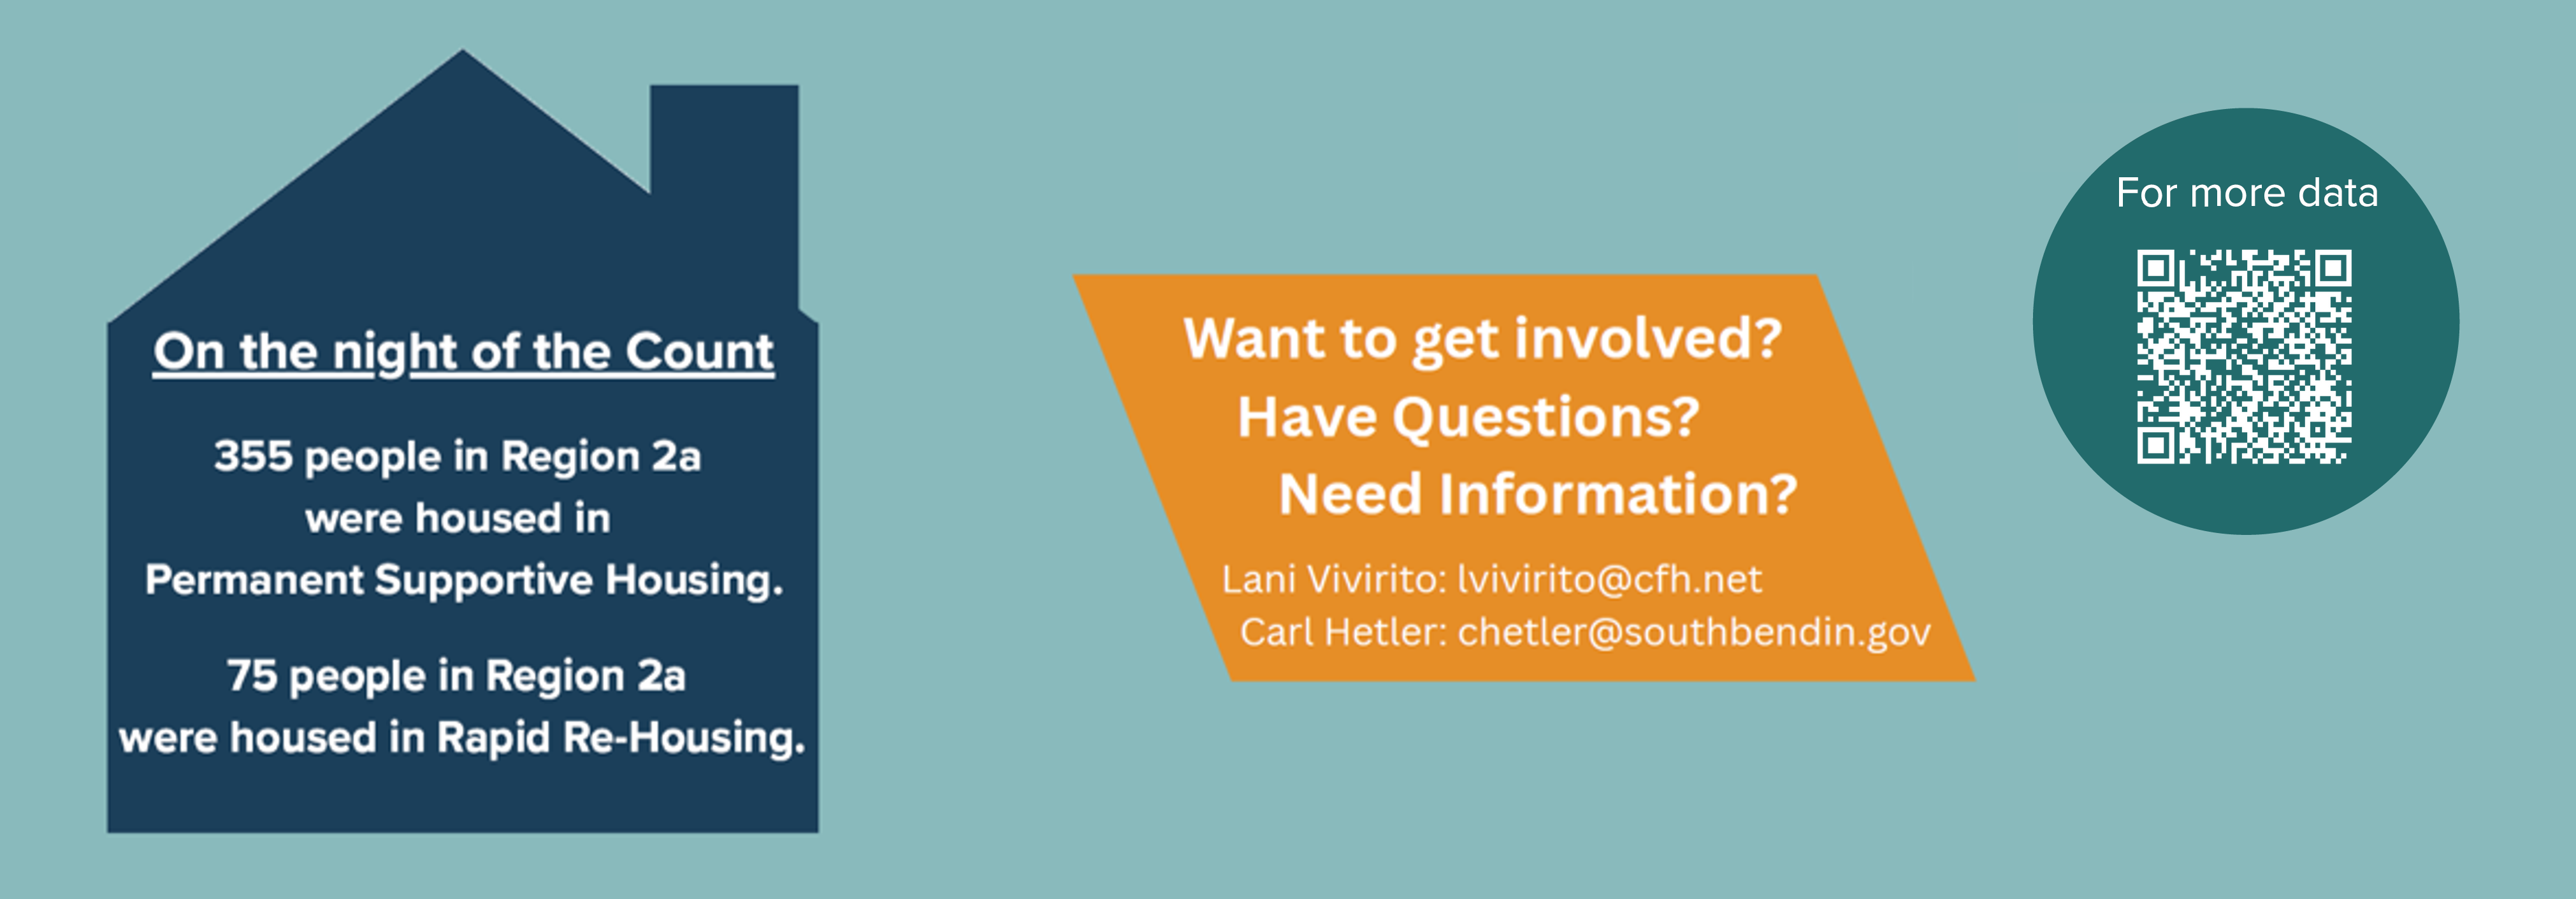 On the night of the Count
355 people in Region 2a
were housed in
Permanent Supportive Housing.
75 people in Region 2a
were housed in Rapid Re-Housing.
Want to get involved?
Have Questions?
Need Information?
Lani Vivirito: lvivirito@cfh.net
Carl Hetler: chetler@southbendin.gov
For more data